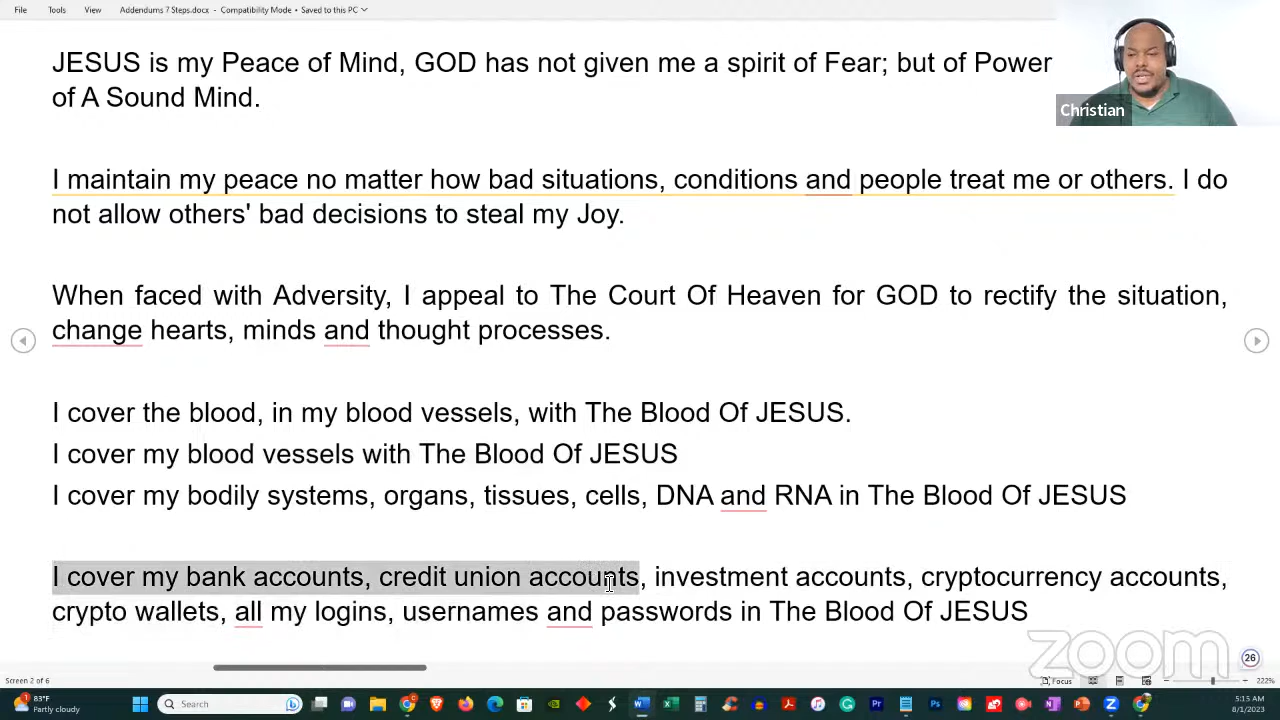 File Tools View Addendums 7 Steps.docx - Compatibility Mode • Saved to this PC
JESUS is my Peace of Mind, GOD has not given me a spirit of Fear; but of Power
of A Sound Mind.
Christian
I maintain my peace no matter how bad situations, conditions and people treat me or others. I do
not allow others' bad decisions to steal my Joy.
When faced with Adversity, I appeal to The Court Of Heaven for GOD to rectify the situation,
change hearts, minds and thought processes.
I cover the blood, in my blood vessels, with The Blood Of JESUS.
I cover my blood vessels with The Blood Of JESUS
I cover my bodily systems, organs, tissues, cells, DNA and RNA in The Blood Of JESUS
I cover my bank accounts, credit union accounts, investment accounts, cryptocurrency accounts,
crypto wallets, all my logins, usernames and passwords in The Blood Of JESUS
zoom
26
Screen 2 of 6
Focus
222%
83°F
Partly cloudy
Search
5:15 AM
8/1/2023